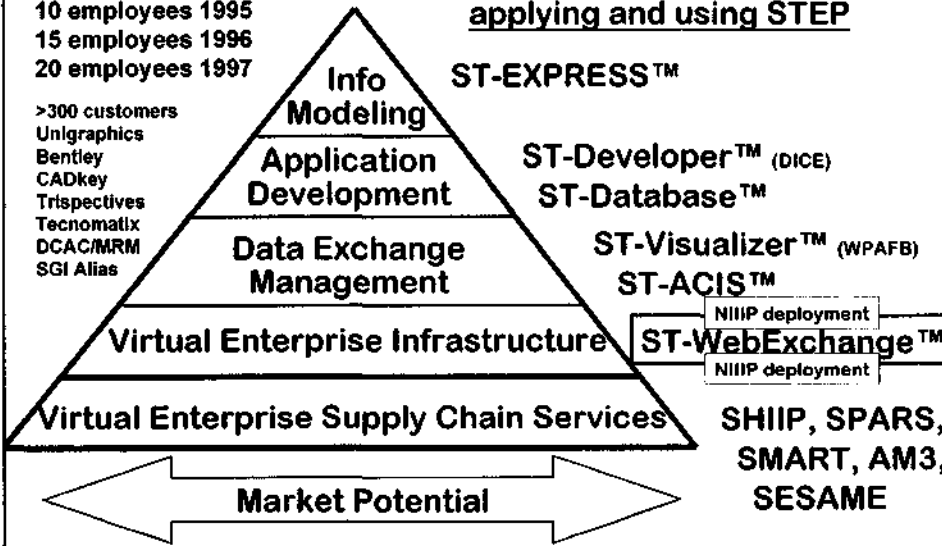 10 employees 1995
15 employees 1996
20 employees 1997
applying and using STEP
>300 customers
Unigraphics
Bentley
CADkey
Trispectives
Tecnomatix
DCAC/MRM
SGI Alias
Info
Modeling
ST-EXPRESS™
Application
Development
ST-Developer™ (DICE)
ST-Database™
Data Exchange
Management
ST-Visualizer™ (WPAFB)
ST-ACIS™
NIIIP deployment
Virtual Enterprise Infrastructure
ST-WebExchange™
NIIIP deployment
Virtual Enterprise Supply Chain Services
SHIIP, SPARS,
SMART, AM3,
SESAME
Market Potential